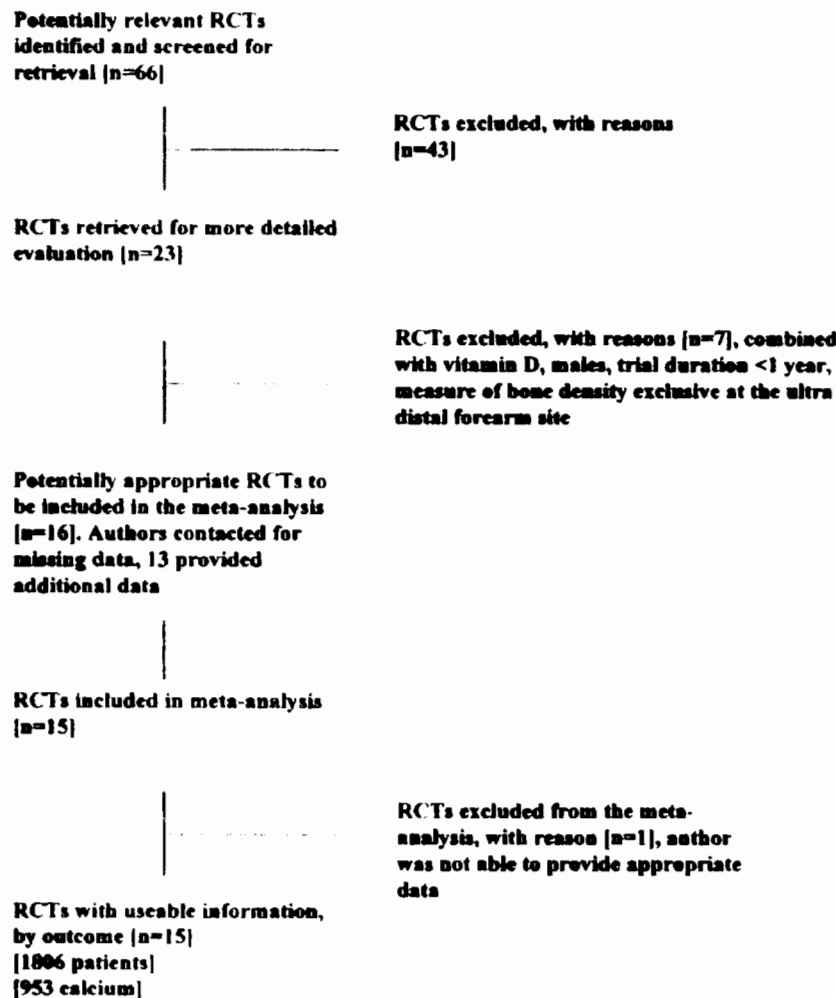 Potentially relevant RCTs
identified and screened for
retrieval [n=66]
RCTs excluded, with reasons
[n=43]
RCTs retrieved for more detailed
evaluation [n=23]
RCTs excluded, with reasons [n=7], combined
with vitamin D, males, trial duration <1 year,
measure of bone density exclusive at the ultra
distal forearm site
Potentially appropriate RCTs to
be included in the meta-analysis
[n=16]. Authors contacted for
missing data, 13 provided
additional data
RCTs included in meta-analysis
[n=15]
RCTs excluded from the meta-
analysis, with reason [n=1], author
was not able to provide appropriate
data
RCTs with useable information,
by outcome [n=15]
[1806 patients]
[953 calcium]